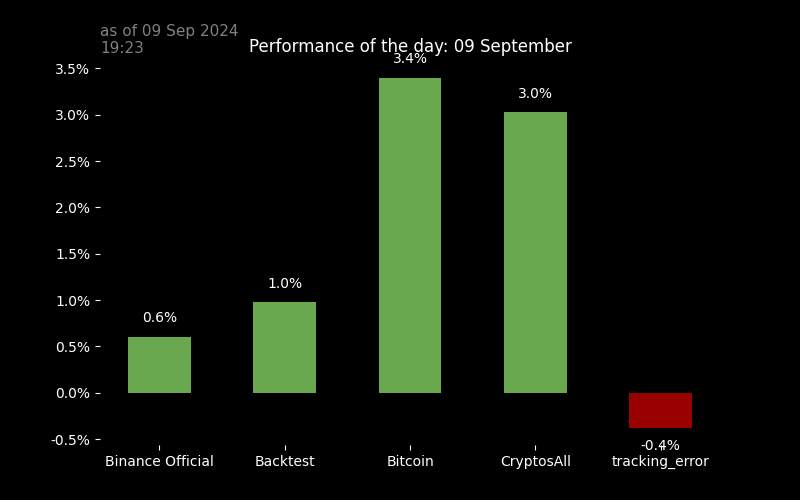 as of 09 Sep 2024
19:23
Performance of the day: 09 September
3.5%
3.0%
2.5%
2.0%
1.5%
1.0%
0.5%
0.0%
-0.5%
0.6%
1.0%
3.4%
3.0%
-0.4%
Binance Official
Backtest
Bitcoin
CryptosAll
tracking_error